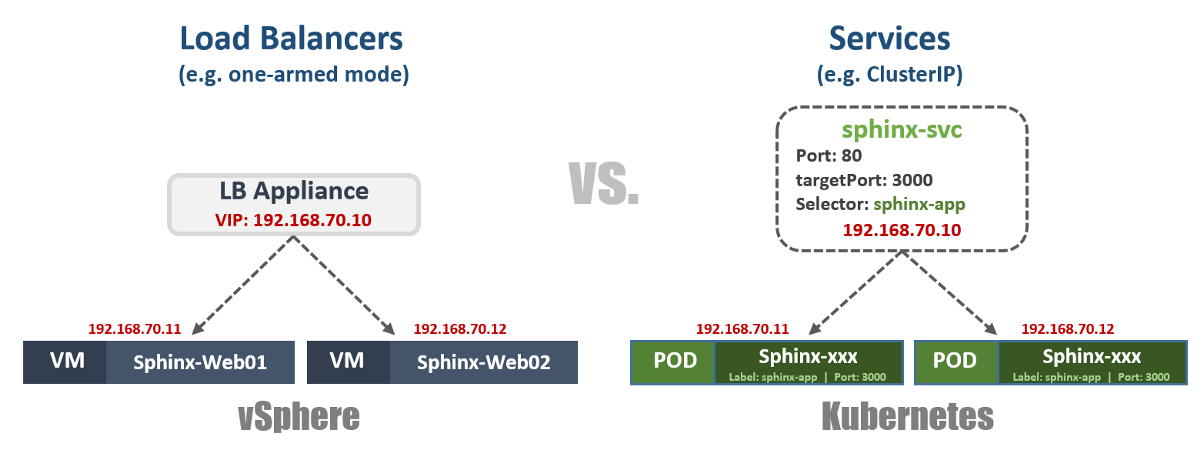 Load Balancers
(e.g. one-armed mode)
LB Appliance
VIP: 192.168.70.10
192.168.70.11
192.168.70.12
VM
Sphinx-Web01
VM
Sphinx-Web02
vSphere
VS.
Services
(e.g. ClusterIP)
sphinx-svc
Port: 80
targetPort: 3000
Selector: sphinx-app
192.168.70.10
192.168.70.11
192.168.70.12
POD
Sphinx-xxx
Label: sphinx-app | Port: 3000
POD
Sphinx-xxx
Label: sphinx-app | Port: 3000
Kubernetes